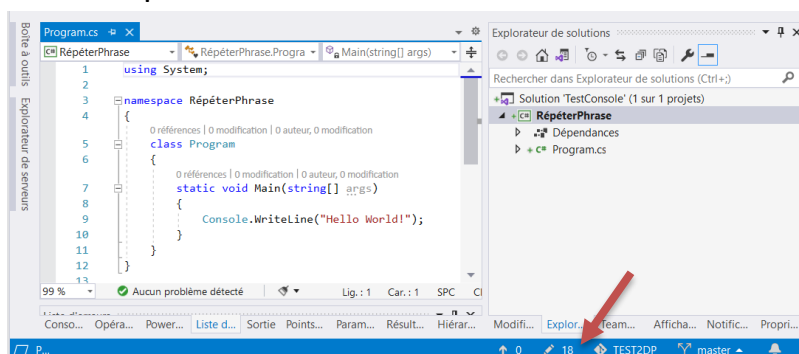 Boîte à outils
Explorateur de serveurs
Program.cs
RépéterPhrase
RépéterPhrase.Progra
Main(string[] args)
1 using System;
2
3 namespace RépéterPhrase
4 {
0 références | 0 modification | 0 auteur, 0 modification
5 class Program
6 {
0 références | 0 modification | 0 auteur, 0 modification
7 static void Main(string[] args)
8 {
9 Console.WriteLine("Hello World!");
10 }
11 }
12 }
13
99 %
Aucun problème détecté
Lig. : 1 Car. : 1 SPC
Conso... Opéra... Power... Liste d... Sortie Points... Param... Résult... Hiérar...
Explorateur de solutions
Rechercher dans Explorateur de solutions (Ctrl+;)
Solution 'TestConsole' (1 sur 1 projets)
RépéterPhrase
Dépendances
Program.cs
Modifi... Explor... Team... Afficha... Notific... Propri...
P... 0 18 TEST2DP master